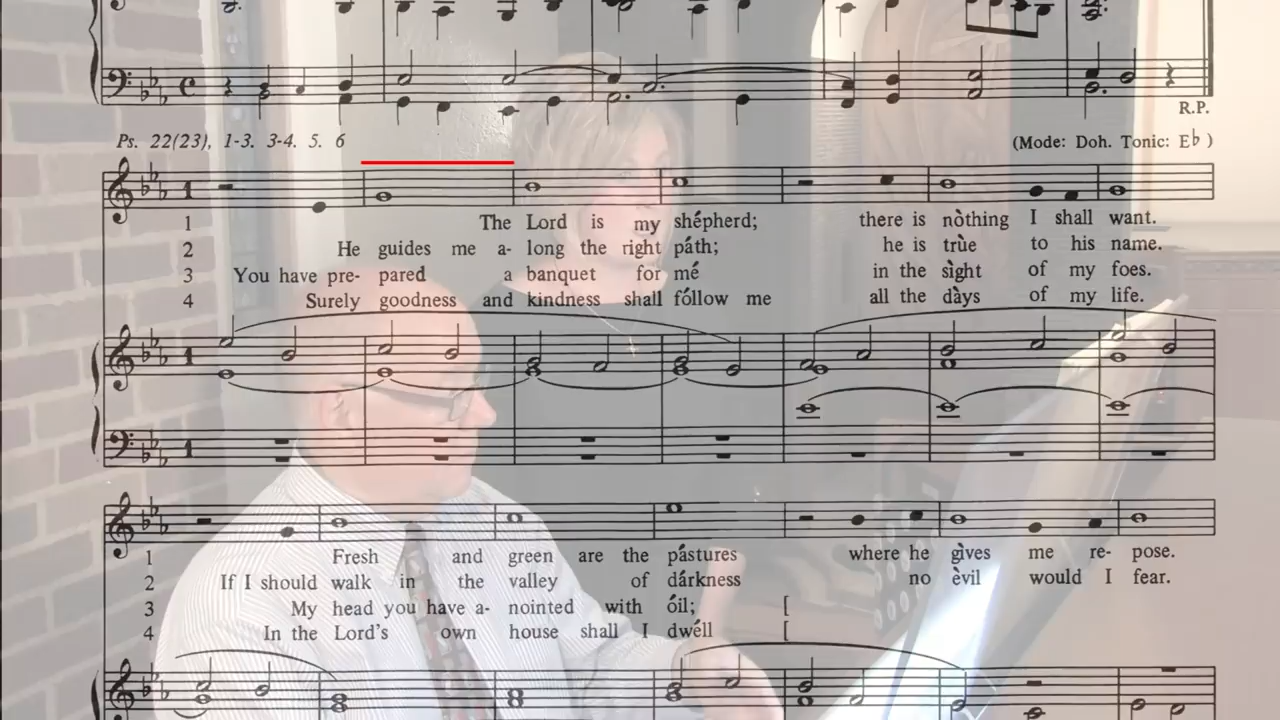 R.P.
Ps. 22(23), 1-3. 3-4. 5. 6 (Mode: Doh. Tonic: E♭)
1
1 The Lord is my shépherd; there is nòthing I shall want.
2 He guides me a- long the right páth; he is trùe to his name.
3 You have pre- pared a banquet for mé in the sìght of my foes.
4 Surely goodness and kindness shall fóllow me all the dàys of my life.
1
1
1 Fresh and green are the pástures where he gìves me re- pose.
2 If I should walk in the valley of dárkness no èvil would I fear.
3 My head you have a- nointed with óil; [
4 In the Lord's own house shall I dwéll [